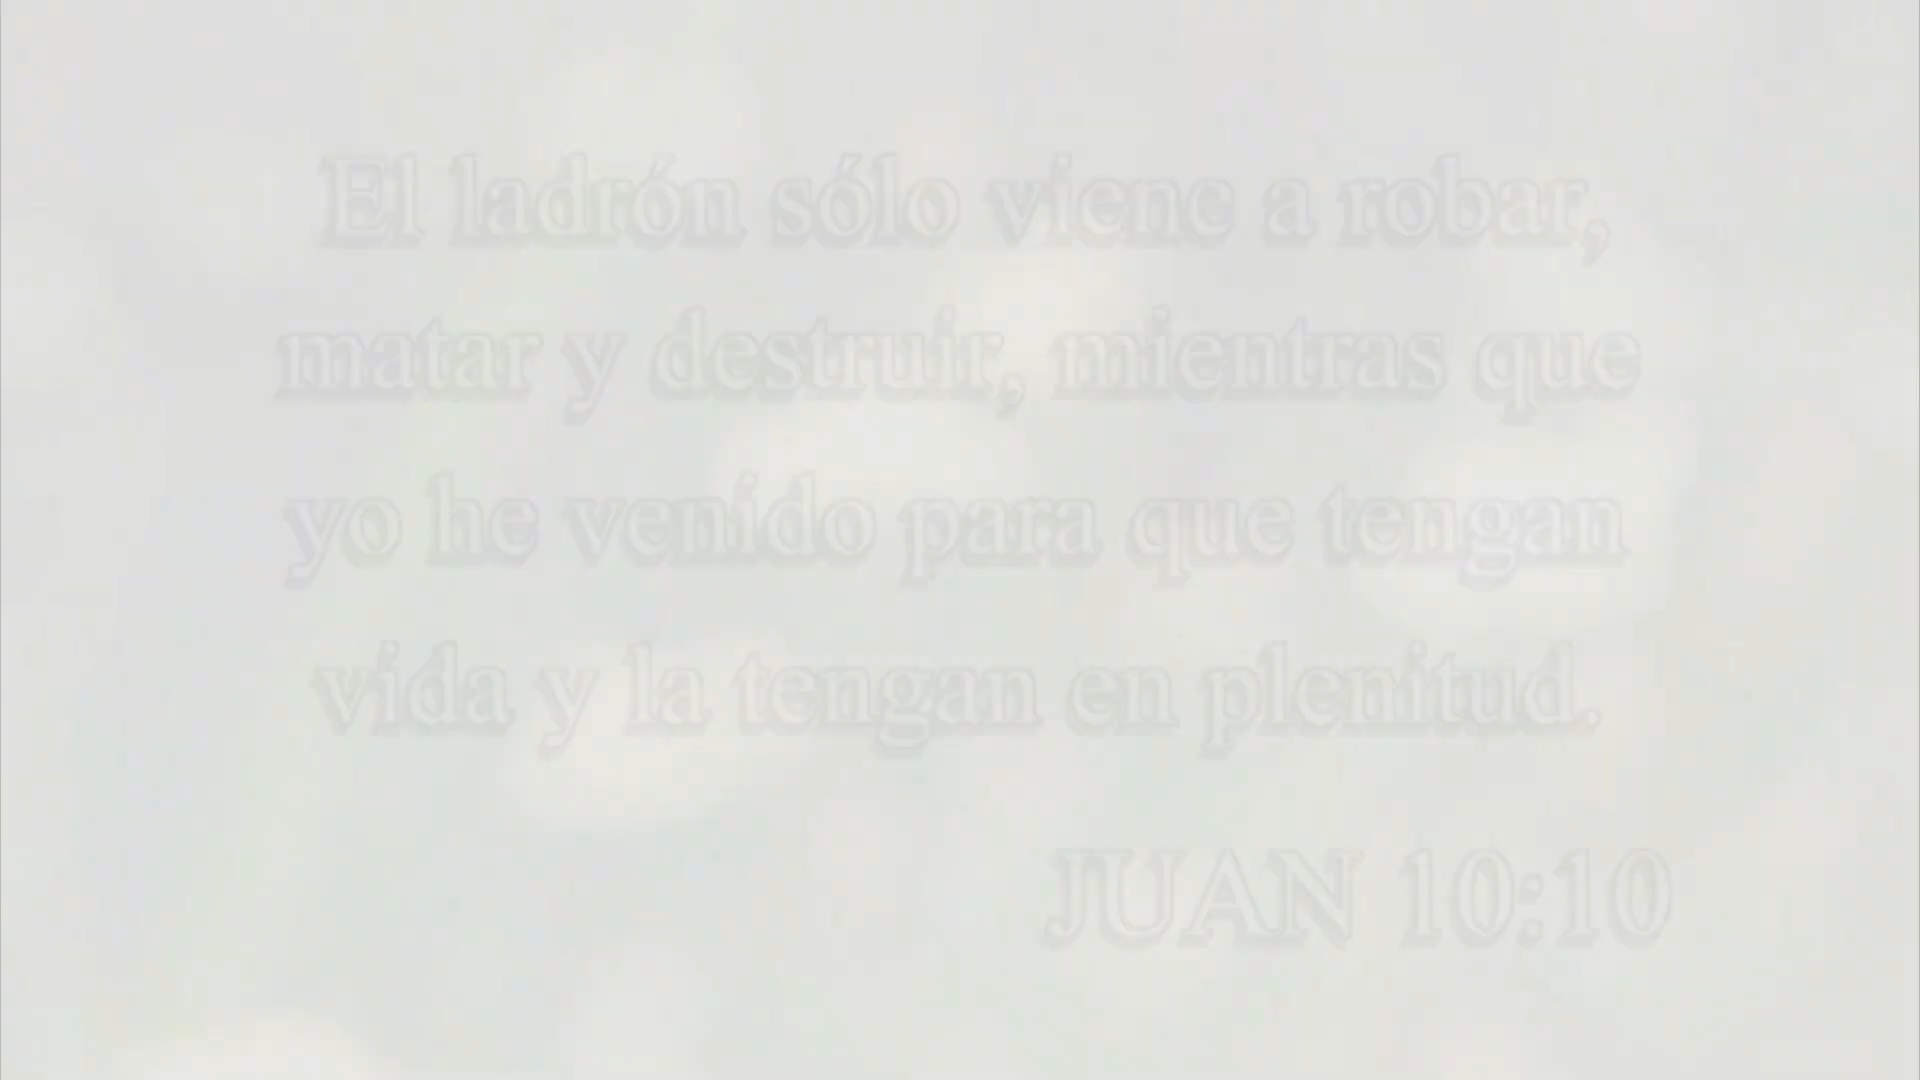 El ladrón sólo viene a robar,
matar y destruir, mientras que
yo he venido para que tengan
vida y la tengan en plenitud.
JUAN 10:10